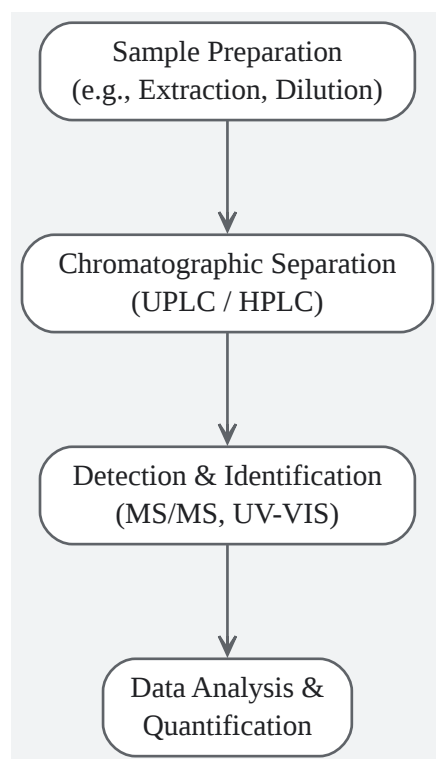 Sample Preparation
(e.g., Extraction, Dilution)
Chromatographic Separation
(UPLC / HPLC)
Detection & Identification
(MS/MS, UV-VIS)
Data Analysis &
Quantification